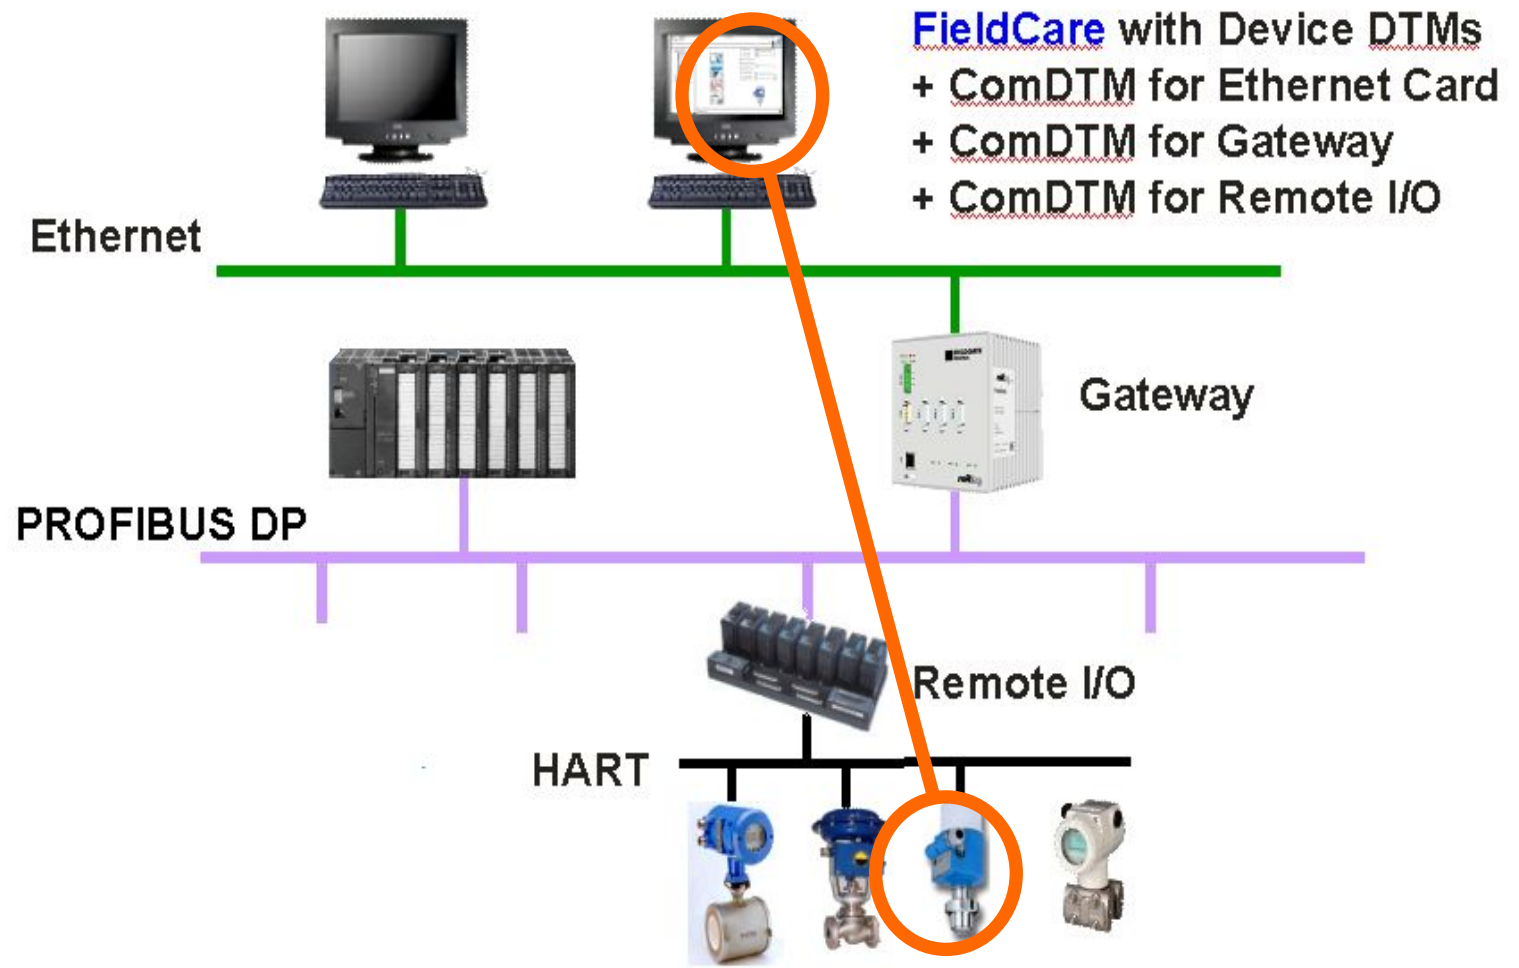 FieldCare with Device DTMs
+ ComDTM for Ethernet Card
+ ComDTM for Gateway
+ ComDTM for Remote I/O
Ethernet
Gateway
PROFIBUS DP
Remote I/O
HART